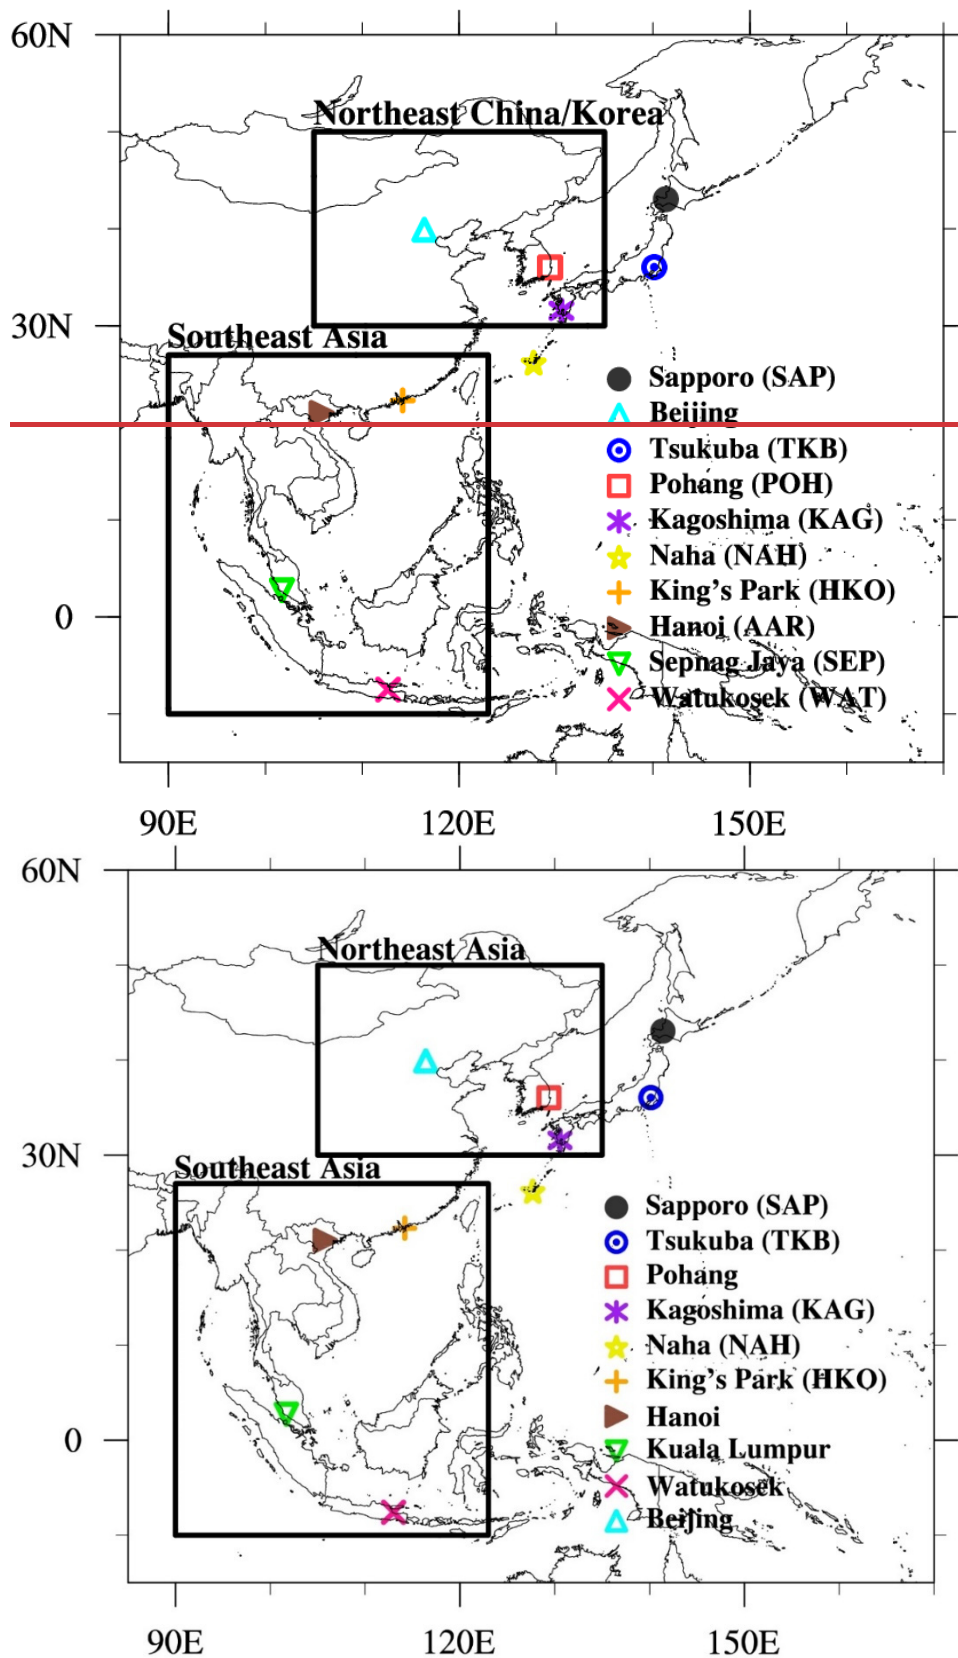 60N
Northeast China/Korea
30N
Southeast Asia
Sapporo (SAP)
Beijing
Tsukuba (TKB)
Pohang (POH)
Kagoshima (KAG)
Naha (NAH)
King's Park (HKO)
0
Hanoi (AAR)
Sepnag Jaya (SEP)
Watukosek (WAT)
90E
120E
150E
60N
Northeast Asia
30N
Southeast Asia
Sapporo (SAP)
Tsukuba (TKB)
Pohang
Kagoshima (KAG)
Naha (NAH)
King's Park (HKO)
Hanoi
0
Kuala Lumpur
Watukosek
Beijing
90E
120E
150E